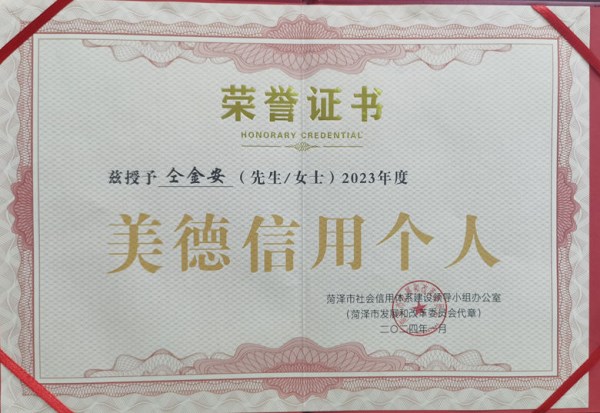 荣誉证书
HONORARY CREDENTIAL
兹授予 仝金安 （先生/女士）2023年度
美德信用个人
菏泽市社会信用体系建设领导小组办公室
（菏泽市发展和改革委员会代章）
二〇二四年一月